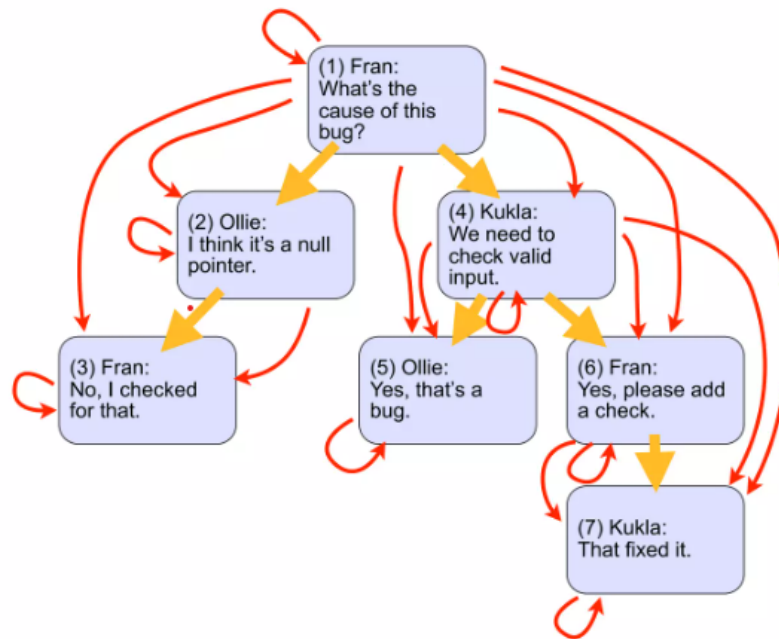 (1) Fran:
What's the
cause of this
bug?
(2) Ollie:
I think it's a null
pointer.
(4) Kukla:
We need to
check valid
input.
(3) Fran:
No, I checked
for that.
(5) Ollie:
Yes, that's a
bug.
(6) Fran:
Yes, please add
a check.
(7) Kukla:
That fixed it.